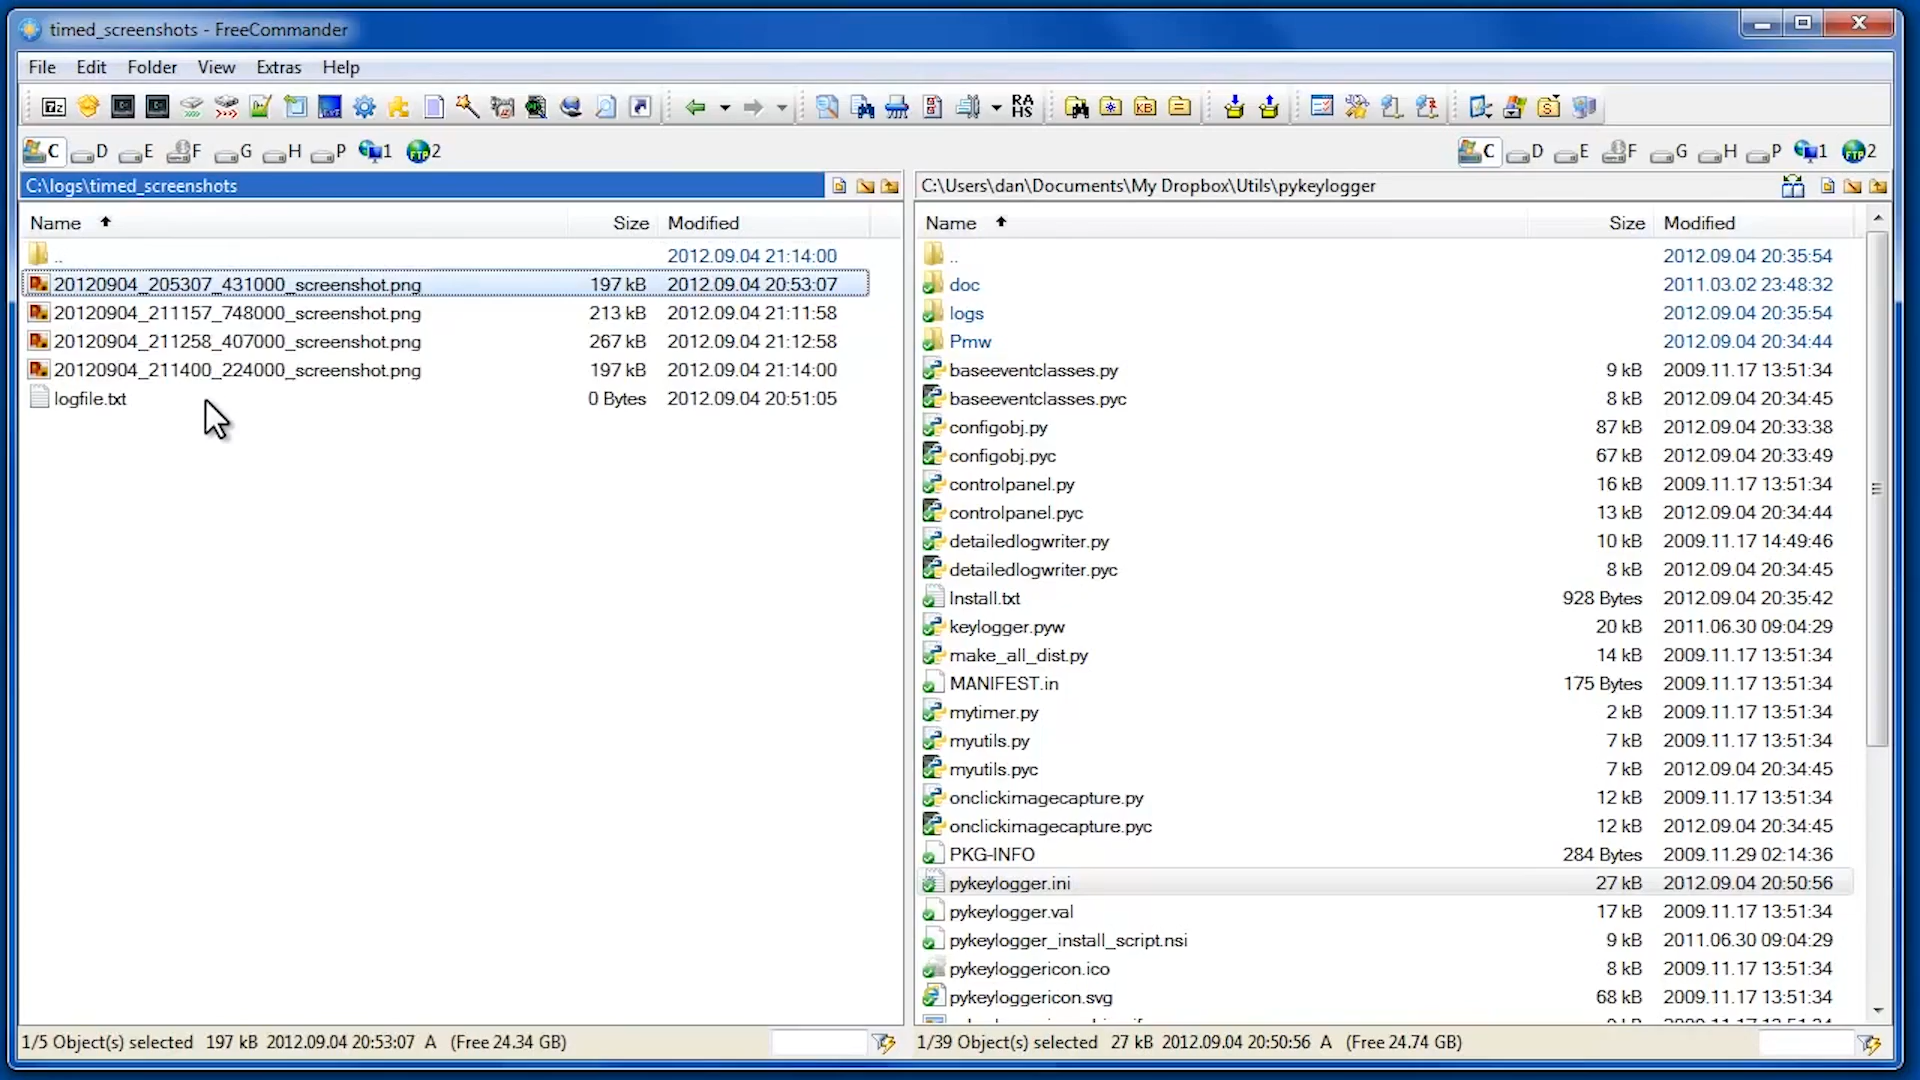 timed_screenshots - FreeCommander
File Edit Folder View Extras Help
RA
HS
KB
C D E F G H P 1 FTP 2
C D E F G H P 1 FTP 2
C:\logs\timed_screenshots
Name Size Modified
.. 2012.09.04 21:14:00
20120904_205307_431000_screenshot.png 197 kB 2012.09.04 20:53:07
20120904_211157_748000_screenshot.png 213 kB 2012.09.04 21:11:58
20120904_211258_407000_screenshot.png 267 kB 2012.09.04 21:12:58
20120904_211400_224000_screenshot.png 197 kB 2012.09.04 21:14:00
logfile.txt 0 Bytes 2012.09.04 20:51:05
1/5 Object(s) selected 197 kB 2012.09.04 20:53:07 A (Free 24.34 GB)
C:\Users\dan\Documents\My Dropbox\Utils\pykeylogger
Name Size Modified
.. 2012.09.04 20:35:54
doc 2011.03.02 23:48:32
logs 2012.09.04 20:35:54
Pmw 2012.09.04 20:34:44
baseeventclasses.py 9 kB 2009.11.17 13:51:34
baseeventclasses.pyc 8 kB 2012.09.04 20:34:45
configobj.py 87 kB 2012.09.04 20:33:38
configobj.pyc 67 kB 2012.09.04 20:33:49
controlpanel.py 16 kB 2009.11.17 13:51:34
controlpanel.pyc 13 kB 2012.09.04 20:34:44
detailedlogwriter.py 10 kB 2009.11.17 14:49:46
detailedlogwriter.pyc 8 kB 2012.09.04 20:34:45
Install.txt 928 Bytes 2012.09.04 20:35:42
keylogger.pyw 20 kB 2011.06.30 09:04:29
make_all_dist.py 14 kB 2009.11.17 13:51:34
MANIFEST.in 175 Bytes 2009.11.17 13:51:34
mytimer.py 2 kB 2009.11.17 13:51:34
myutils.py 7 kB 2009.11.17 13:51:34
myutils.pyc 7 kB 2012.09.04 20:34:45
onclickimagecapture.py 12 kB 2009.11.17 13:51:34
onclickimagecapture.pyc 12 kB 2012.09.04 20:34:45
PKG-INFO 284 Bytes 2009.11.29 02:14:36
pykeylogger.ini 27 kB 2012.09.04 20:50:56
pykeylogger.val 17 kB 2009.11.17 13:51:34
pykeylogger_install_script.nsi 9 kB 2011.06.30 09:04:29
pykeyloggericon.ico 8 kB 2009.11.17 13:51:34
pykeyloggericon.svg 68 kB 2009.11.17 13:51:34
1/39 Object(s) selected 27 kB 2012.09.04 20:50:56 A (Free 24.74 GB)